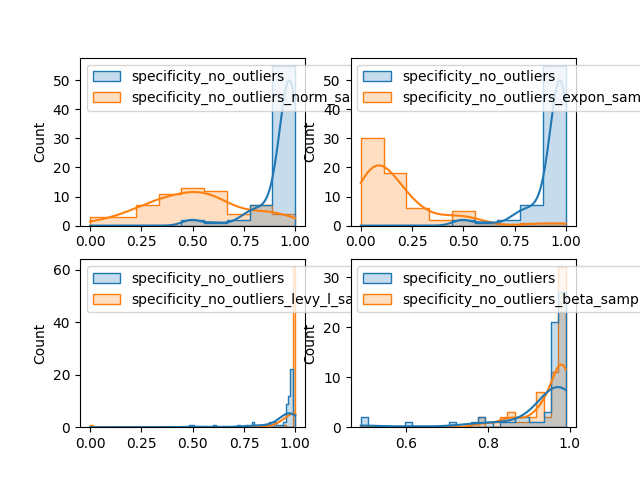 specificity_no_outliers
specificity_no_outliers_norm_sa
Count
50
40
30
20
10
0
0.00 0.25 0.50 0.75 1.00
specificity_no_outliers
specificity_no_outliers_expon_sam
Count
50
40
30
20
10
0
0.00 0.25 0.50 0.75 1.00
specificity_no_outliers
specificity_no_outliers_levy_l_sa
Count
60
40
20
0
0.00 0.25 0.50 0.75 1.00
specificity_no_outliers
specificity_no_outliers_beta_samp
Count
30
20
10
0
0.6 0.8 1.0